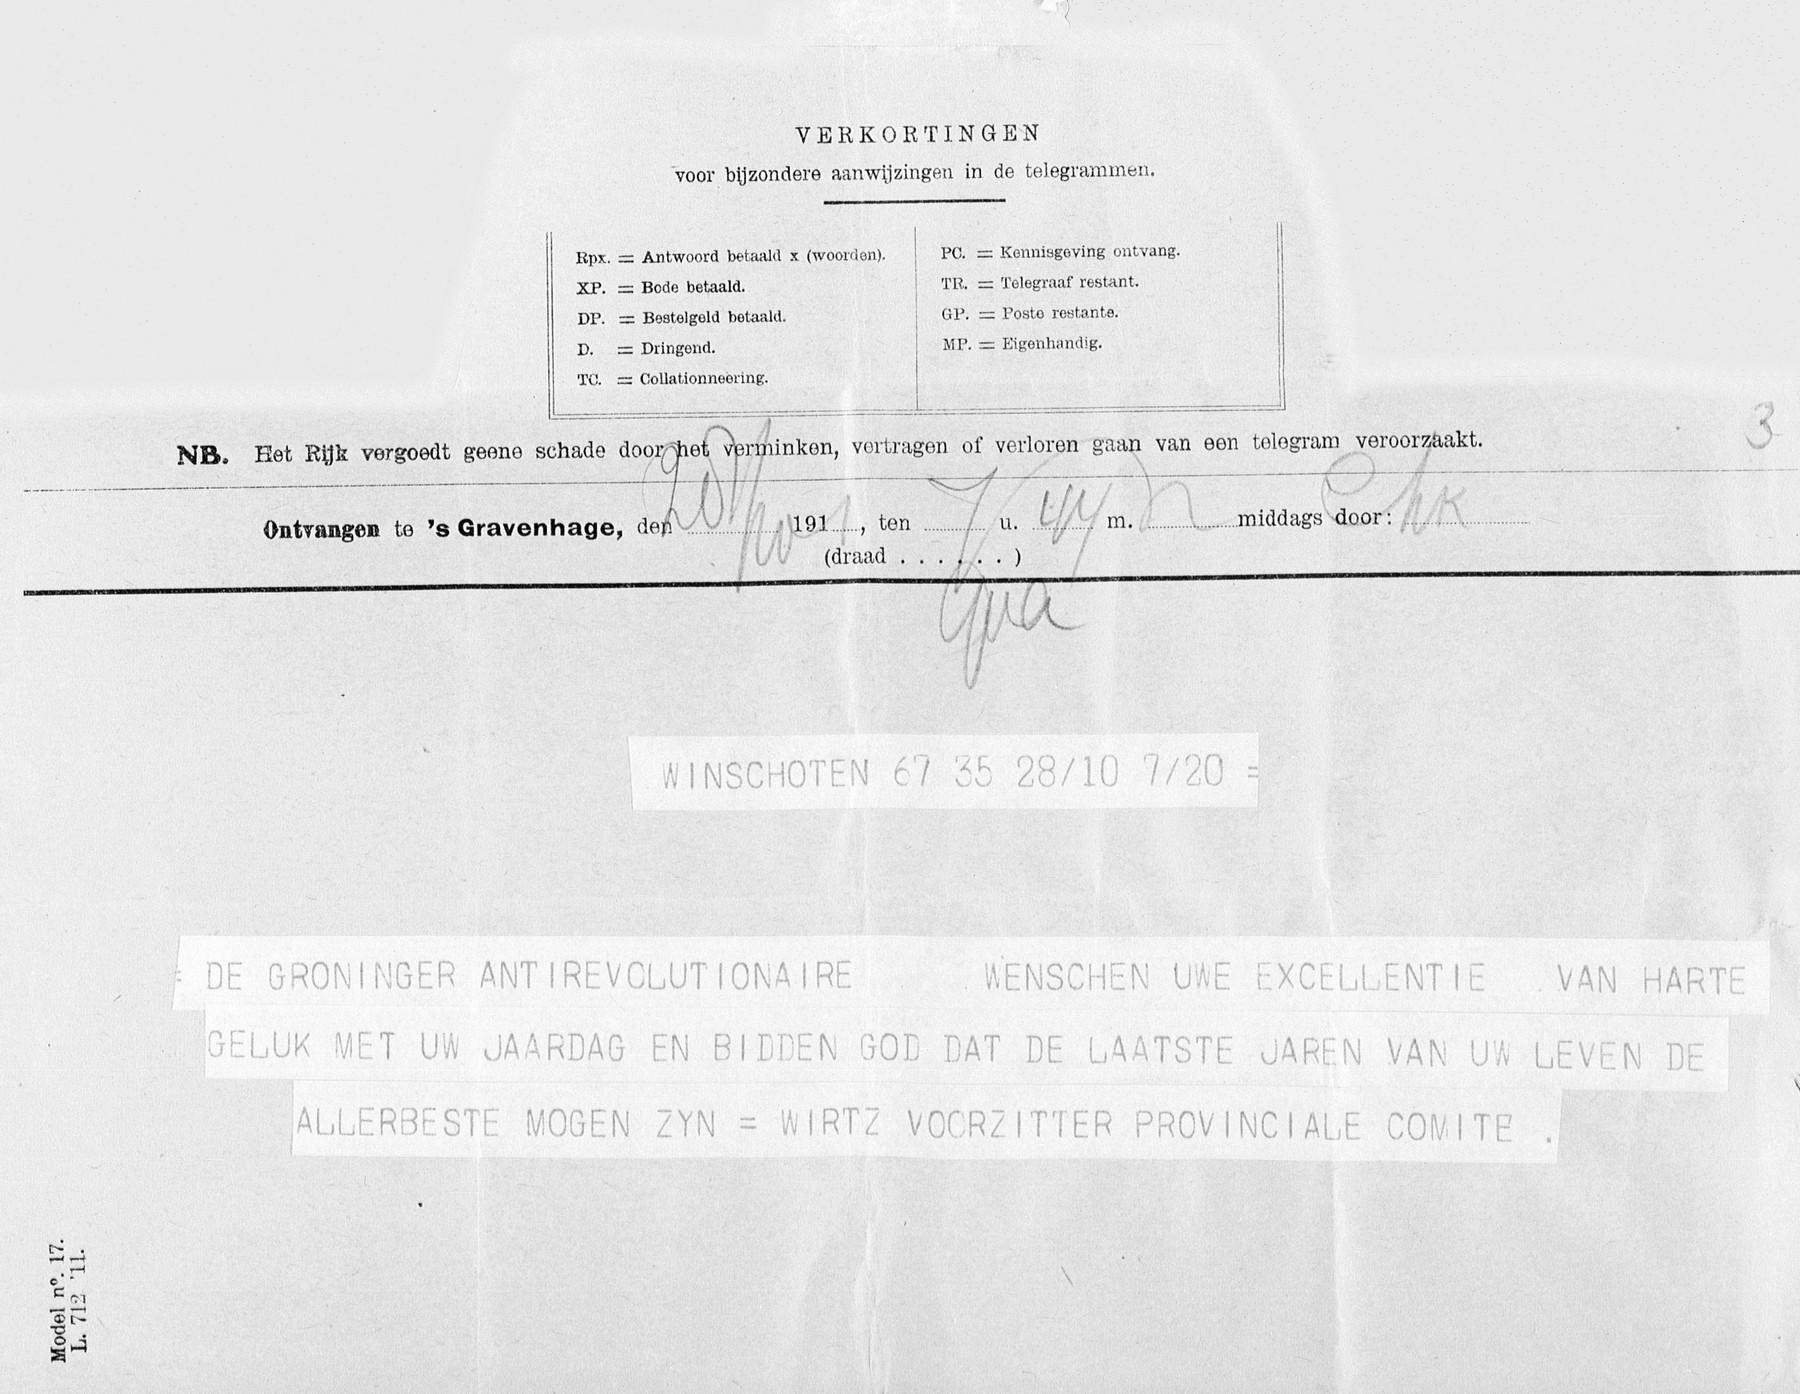 VERKORTINGEN
voor bijzondere aanwijzingen in de telegrammen.
Rpx. = Antwoord betaald x (woorden).
XP. = Bode betaald.
DP. = Bestelgeld betaald.
D. = Dringend.
TC. = Collationneering.
PC. = Kennisgeving ontvang.
TR. = Telegraaf restant.
GP. = Poste restante.
MP. = Eigenhandig.
3
NB. Het Rijk vergoedt geene schade door het verminken, vertragen of verloren gaan van een telegram veroorzaakt.
Ontvangen te 's Gravenhage, den 191 , ten 7 u. 44 m. middags door:
(draad . . . . . . )
WINSCHOTEN 67 35 28/10 7/20 =
= DE GRONINGER ANTIREVOLUTIONAIRE WENSCHEN UWE EXCELLENTIE VAN HARTE
GELUK MET UW JAARDAG EN BIDDEN GOD DAT DE LAATSTE JAREN VAN UW LEVEN DE
ALLERBESTE MOGEN ZYN = WIRTZ VOORZITTER PROVINCIALE COMITE .
Model nº. 17.
L. 712 '11.